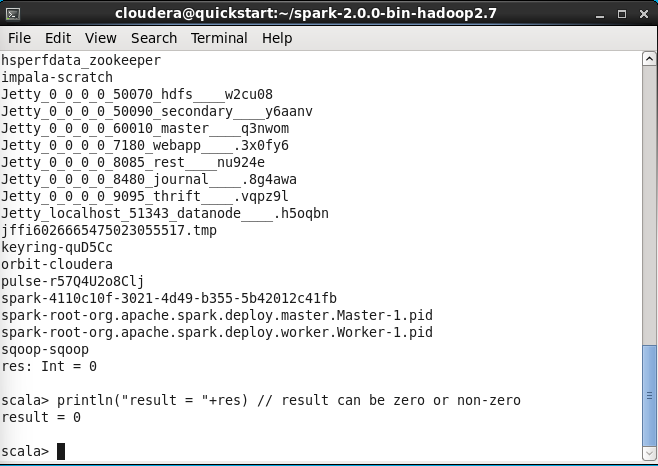 cloudera@quickstart:~/spark-2.0.0-bin-hadoop2.7
File Edit View Search Terminal Help
hsperfdata_zookeeper
impala-scratch
Jetty_0_0_0_0_50070_hdfs____w2cu08
Jetty_0_0_0_0_50090_secondary____y6aanv
Jetty_0_0_0_0_60010_master____q3nwom
Jetty_0_0_0_0_7180_webapp____.3x0fy6
Jetty_0_0_0_0_8085_rest____nu924e
Jetty_0_0_0_0_8480_journal____.8g4awa
Jetty_0_0_0_0_9095_thrift____.vqpz9l
Jetty_localhost_51343_datanode____.h5oqbn
jffi6026665475023055517.tmp
keyring-quD5Cc
orbit-cloudera
pulse-r57Q4U2o8Clj
spark-4110c10f-3021-4d49-b355-5b42012c41fb
spark-root-org.apache.spark.deploy.master.Master-1.pid
spark-root-org.apache.spark.deploy.worker.Worker-1.pid
sqoop-sqoop
res: Int = 0
scala> println("result = "+res) // result can be zero or non-zero
result = 0
scala>